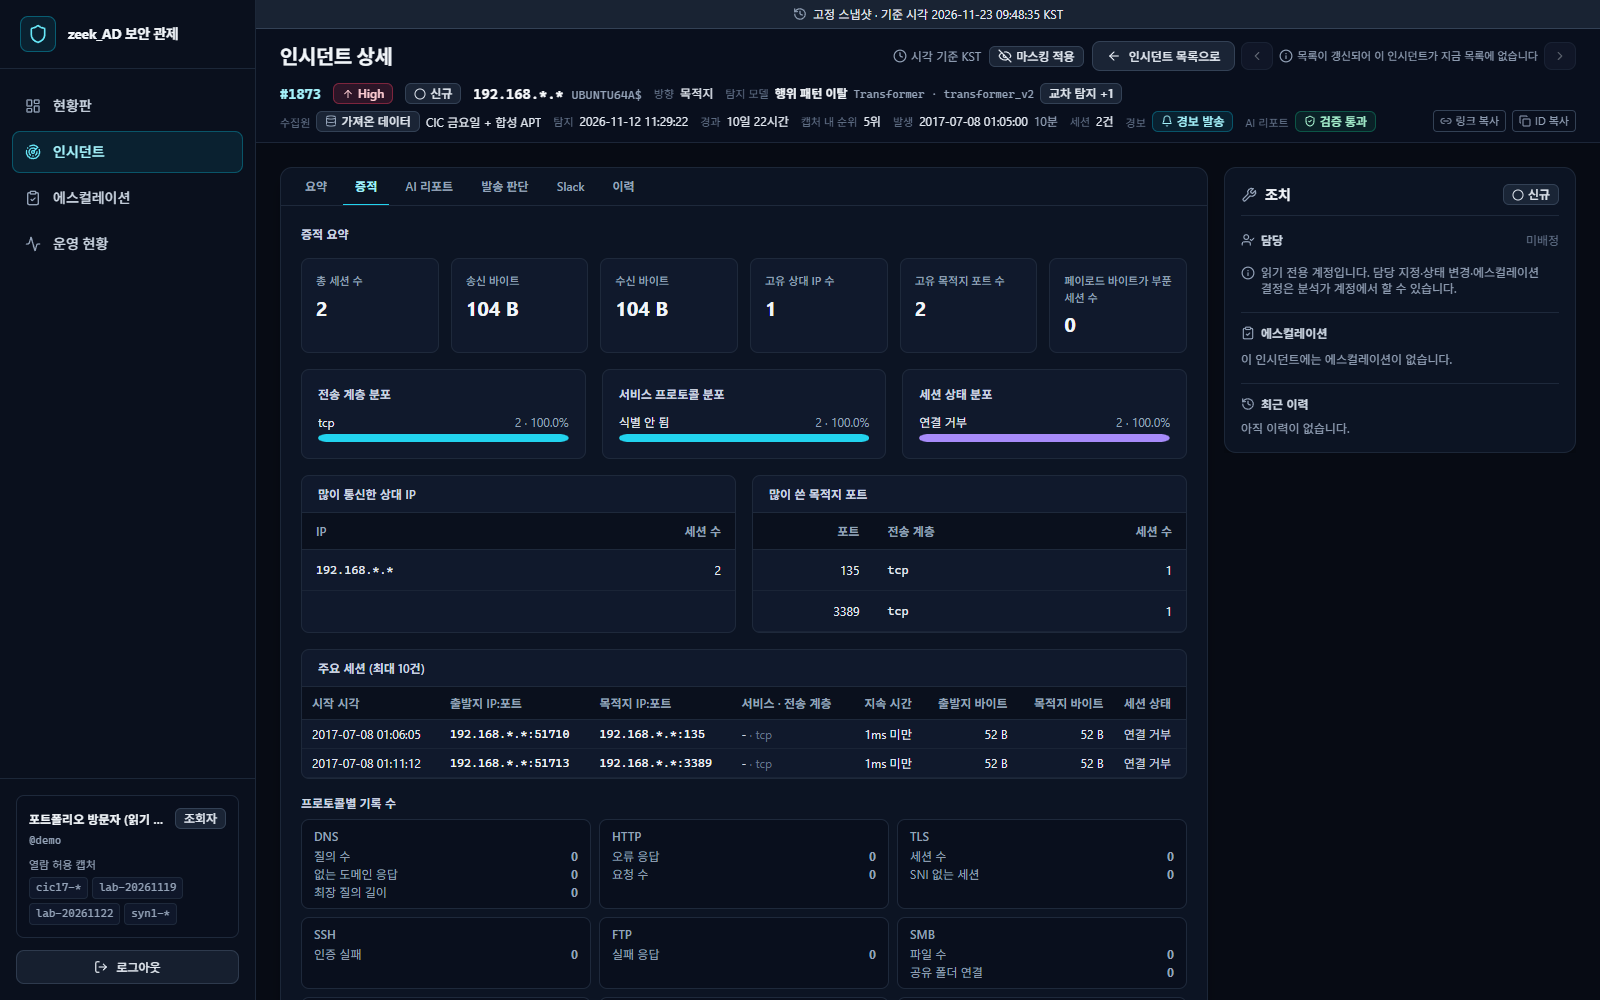 고정 스냅샷 · 기준 시각 2026-11-23 09:48:35 KST
zeek_AD 보안 관제
현황판
인시던트
에스컬레이션
운영 현황
포트폴리오 방문자 (읽기 ... 조회자
@demo
열람 허용 캡처
cic17-* lab-20261119
lab-20261122 syn1-*
로그아웃
인시던트 상세
시각 기준 KST 마스킹 적용 인시던트 목록으로 목록이 갱신되어 이 인시던트가 지금 목록에 없습니다
#1873 High 신규 192.168.*.* UBUNTU64A$ 방향 목적지 탐지 모델 행위 패턴 이탈 Transformer · transformer_v2 교차 탐지 +1
수집원 가져온 데이터 CIC 금요일 + 합성 APT 탐지 2026-11-12 11:29:22 경과 10일 22시간 캡처 내 순위 5위 발생 2017-07-08 01:05:00 10분 세션 2건 경보 경보 발송 AI 리포트 검증 통과 링크 복사 ID 복사
요약 증적 AI 리포트 발송 판단 Slack 이력
증적 요약
총 세션 수
2
송신 바이트
104 B
수신 바이트
104 B
고유 상대 IP 수
1
고유 목적지 포트 수
2
페이로드 바이트가 부푼
세션 수
0
전송 계층 분포
tcp 2 · 100.0%
서비스 프로토콜 분포
식별 안 됨 2 · 100.0%
세션 상태 분포
연결 거부 2 · 100.0%
많이 통신한 상대 IP
IP 세션 수
192.168.*.* 2
많이 쓴 목적지 포트
포트 전송 계층 세션 수
135 tcp 1
3389 tcp 1
주요 세션 (최대 10건)
시작 시각 출발지 IP:포트 목적지 IP:포트 서비스 · 전송 계층 지속 시간 출발지 바이트 목적지 바이트 세션 상태
2017-07-08 01:06:05 192.168.*.*:51710 192.168.*.*:135 - · tcp 1ms 미만 52 B 52 B 연결 거부
2017-07-08 01:11:12 192.168.*.*:51713 192.168.*.*:3389 - · tcp 1ms 미만 52 B 52 B 연결 거부
프로토콜별 기록 수
DNS
질의 수 0
없는 도메인 응답 0
최장 질의 길이 0
HTTP
오류 응답 0
요청 수 0
TLS
세션 수 0
SNI 없는 세션 0
SSH
인증 실패 0
FTP
실패 응답 0
SMB
파일 수 0
공유 폴더 연결 0
조치 신규
담당 미배정
읽기 전용 계정입니다. 담당 지정·상태 변경·에스컬레이션
결정은 분석가 계정에서 할 수 있습니다.
에스컬레이션
이 인시던트에는 에스컬레이션이 없습니다.
최근 이력
아직 이력이 없습니다.